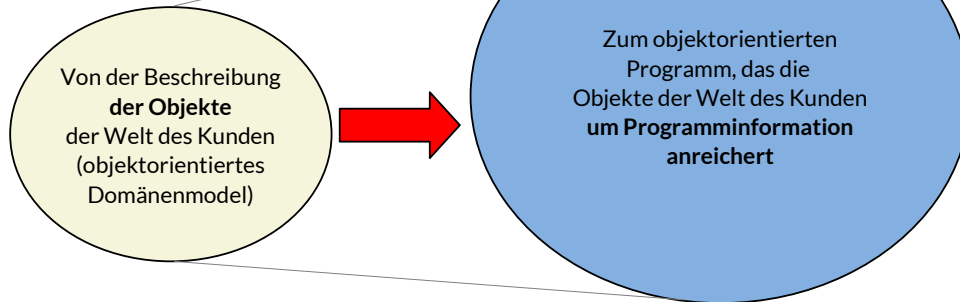 Von der Beschreibung
der Objekte
der Welt des Kunden
(objektorientiertes
Domänenmodel)
Zum objektorientierten
Programm, das die
Objekte der Welt des Kunden
um Programminformation
anreichert